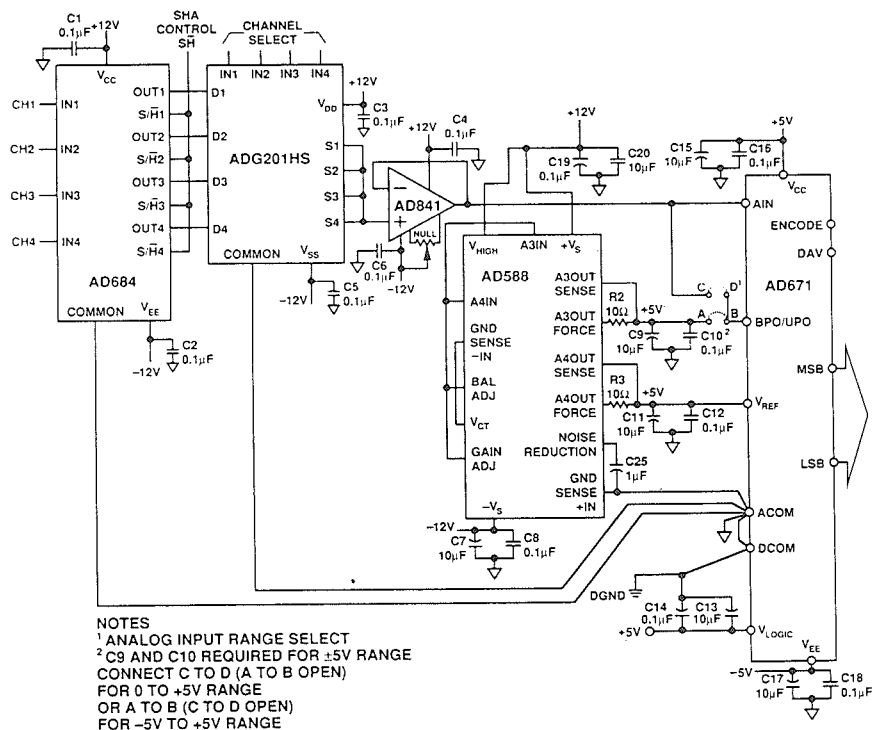 C1
0.1µF
+12V
SHA
CONTROL
SH̅
CHANNEL
SELECT
IN1 IN2 IN3 IN4
VCC
CH1 IN1
CH2 IN2
CH3 IN3
CH4 IN4
OUT1
S/H̅1
OUT2
S/H̅2
OUT3
S/H̅3
OUT4
S/H̅4
AD684
COMMON
VEE
-12V
C2
0.1µF
D1
D2
D3
D4
ADG201HS
VDD
+12V
C3
0.1µF
S1
S2
S3
S4
COMMON
VSS
-12V
C5
0.1µF
+12V
C4
0.1µF
−
+
AD841
NULL
C6
0.1µF
-12V
+12V
C19
0.1µF
C20
10µF
VHIGH
A3IN
+VS
AD588
A4IN
GND
SENSE
-IN
BAL
ADJ
VCT
GAIN
ADJ
A3OUT
SENSE
A3OUT
FORCE
A4OUT
SENSE
A4OUT
FORCE
NOISE
REDUCTION
GND
SENSE
+IN
-VS
-12V
C7
10µF
C8
0.1µF
R2
10Ω
+5V
C9
10µF
C10²
0.1µF
R3
10Ω
+5V
C11
10µF
C12
0.1µF
C25
1µF
C D¹
A B
C15
10µF
C16
0.1µF
+5V
VCC
AIN
ENCODE
DAV
AD671
BPO/UPO
MSB
VREF
LSB
ACOM
DCOM
DGND
C14
0.1µF
C13
10µF
+5V
VLOGIC
VEE
-5V
C17
10µF
C18
0.1µF
NOTES
¹ ANALOG INPUT RANGE SELECT
² C9 AND C10 REQUIRED FOR ±5V RANGE
CONNECT C TO D (A TO B OPEN)
FOR 0 TO +5V RANGE
OR A TO B (C TO D OPEN)
FOR -5V TO +5V RANGE